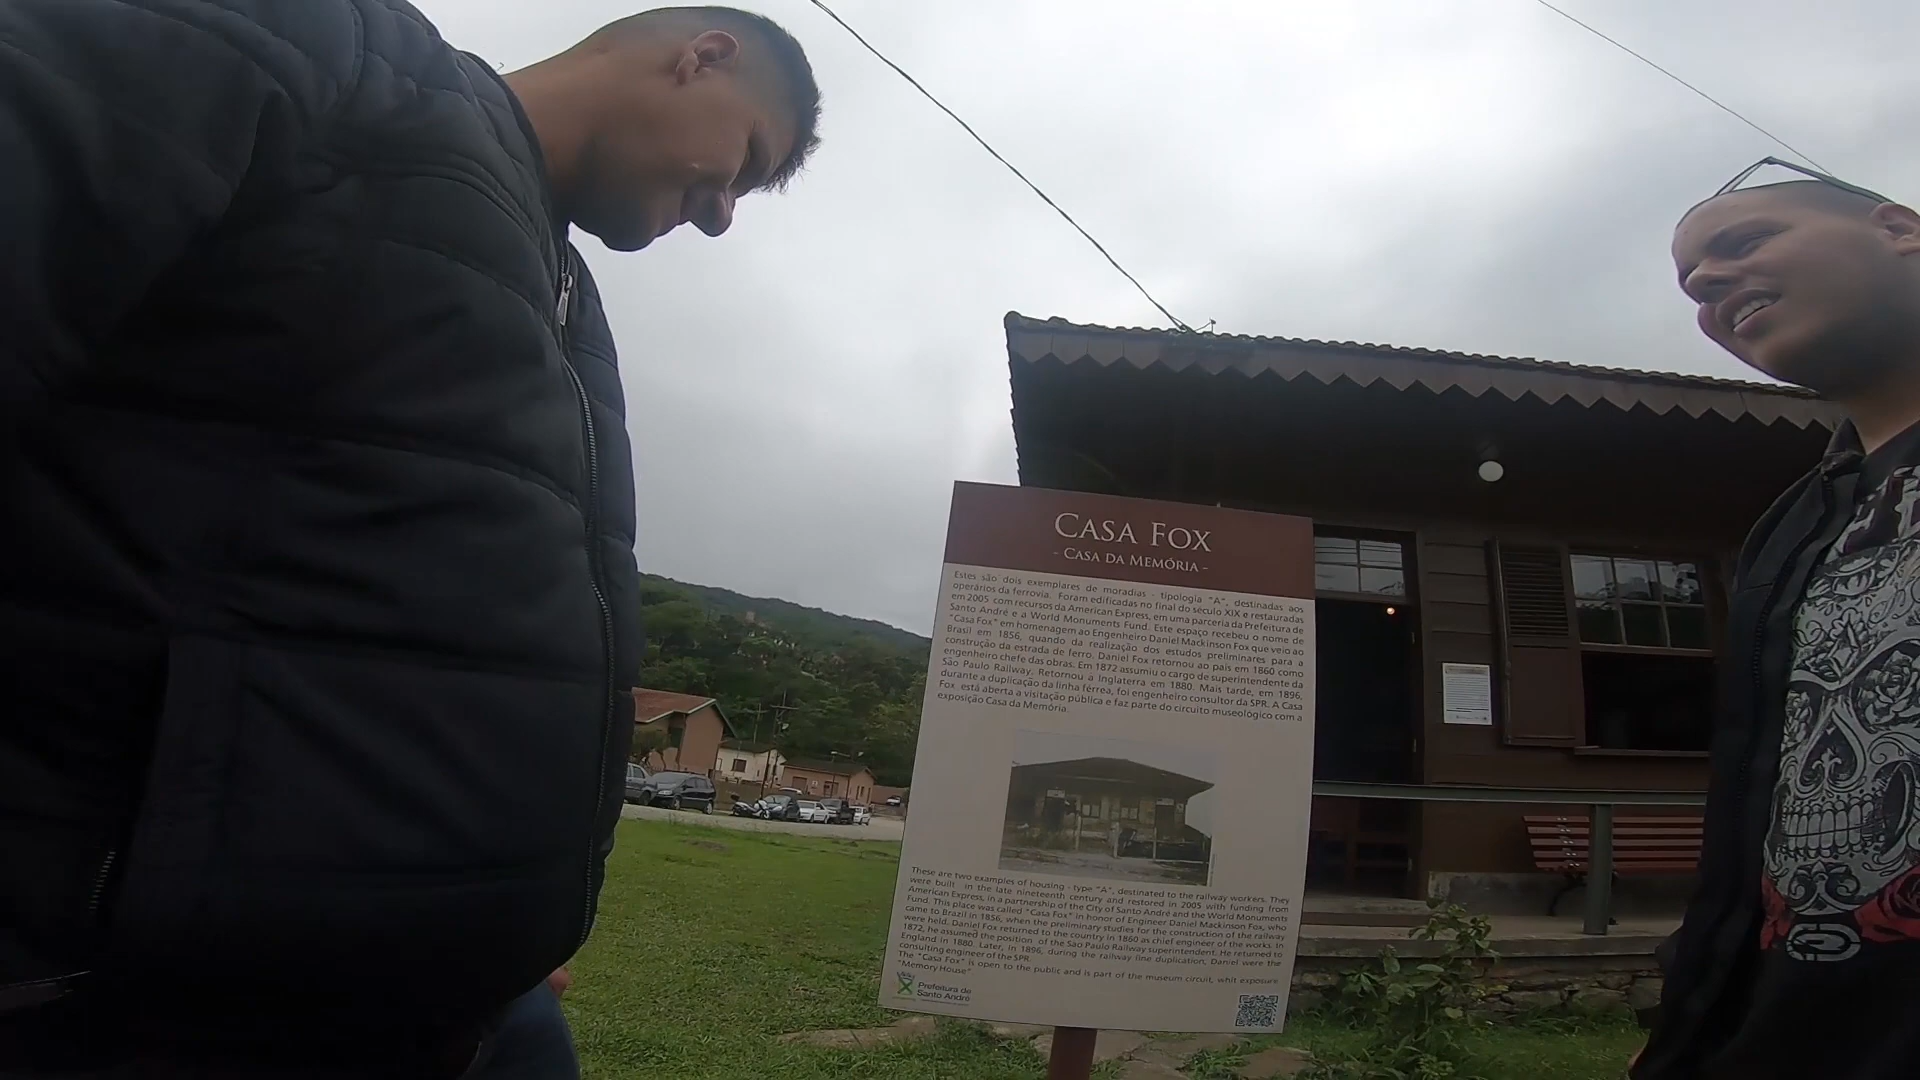 CASA FOX
- CASA DA MEMÓRIA -
Estes são dois exemplares de moradias - tipologia "A", destinadas aos
operários da ferrovia. Foram edificadas no final do século XIX e restauradas
em 2005 com recursos da American Express, em uma parceria da Prefeitura de
Santo André e a World Monuments Fund. Este espaço recebeu o nome de
"Casa Fox" em homenagem ao Engenheiro Daniel Mackinson Fox que veio ao
Brasil em 1856, quando da realização dos estudos preliminares para a
construção da estrada de ferro. Daniel Fox retornou ao país em 1860 como
engenheiro chefe das obras. Em 1872 assumiu o cargo de superintendente da
São Paulo Railway. Retornou a Inglaterra em 1880. Mais tarde, em 1896,
durante a duplicação da linha férrea, foi engenheiro consultor da SPR. A Casa
Fox está aberta a visitação pública e faz parte do circuito museológico com a
exposição Casa da Memória.
These are two examples of housing - type "A", destinated to the railway workers. They
were built in the late nineteenth century and restored in 2005 with funding from
American Express, in a partnership of the City of Santo André and the World Monuments
Fund. This place was called "Casa Fox" in honor of Engineer Daniel Mackinson Fox, who
came to Brazil in 1856, when the preliminary studies for the construction of the railway
were held. Daniel Fox returned to the country in 1860 as chief engineer of the works. In
1872, he assumed the position of the São Paulo Railway superintendent. He returned to
England in 1880. Later, in 1896, during the railway line duplication, Daniel were the
consulting engineer of the SPR.
The "Casa Fox" is open to the public and is part of the museum circuit, whit exposure
"Memory House"
Prefeitura de
Santo André